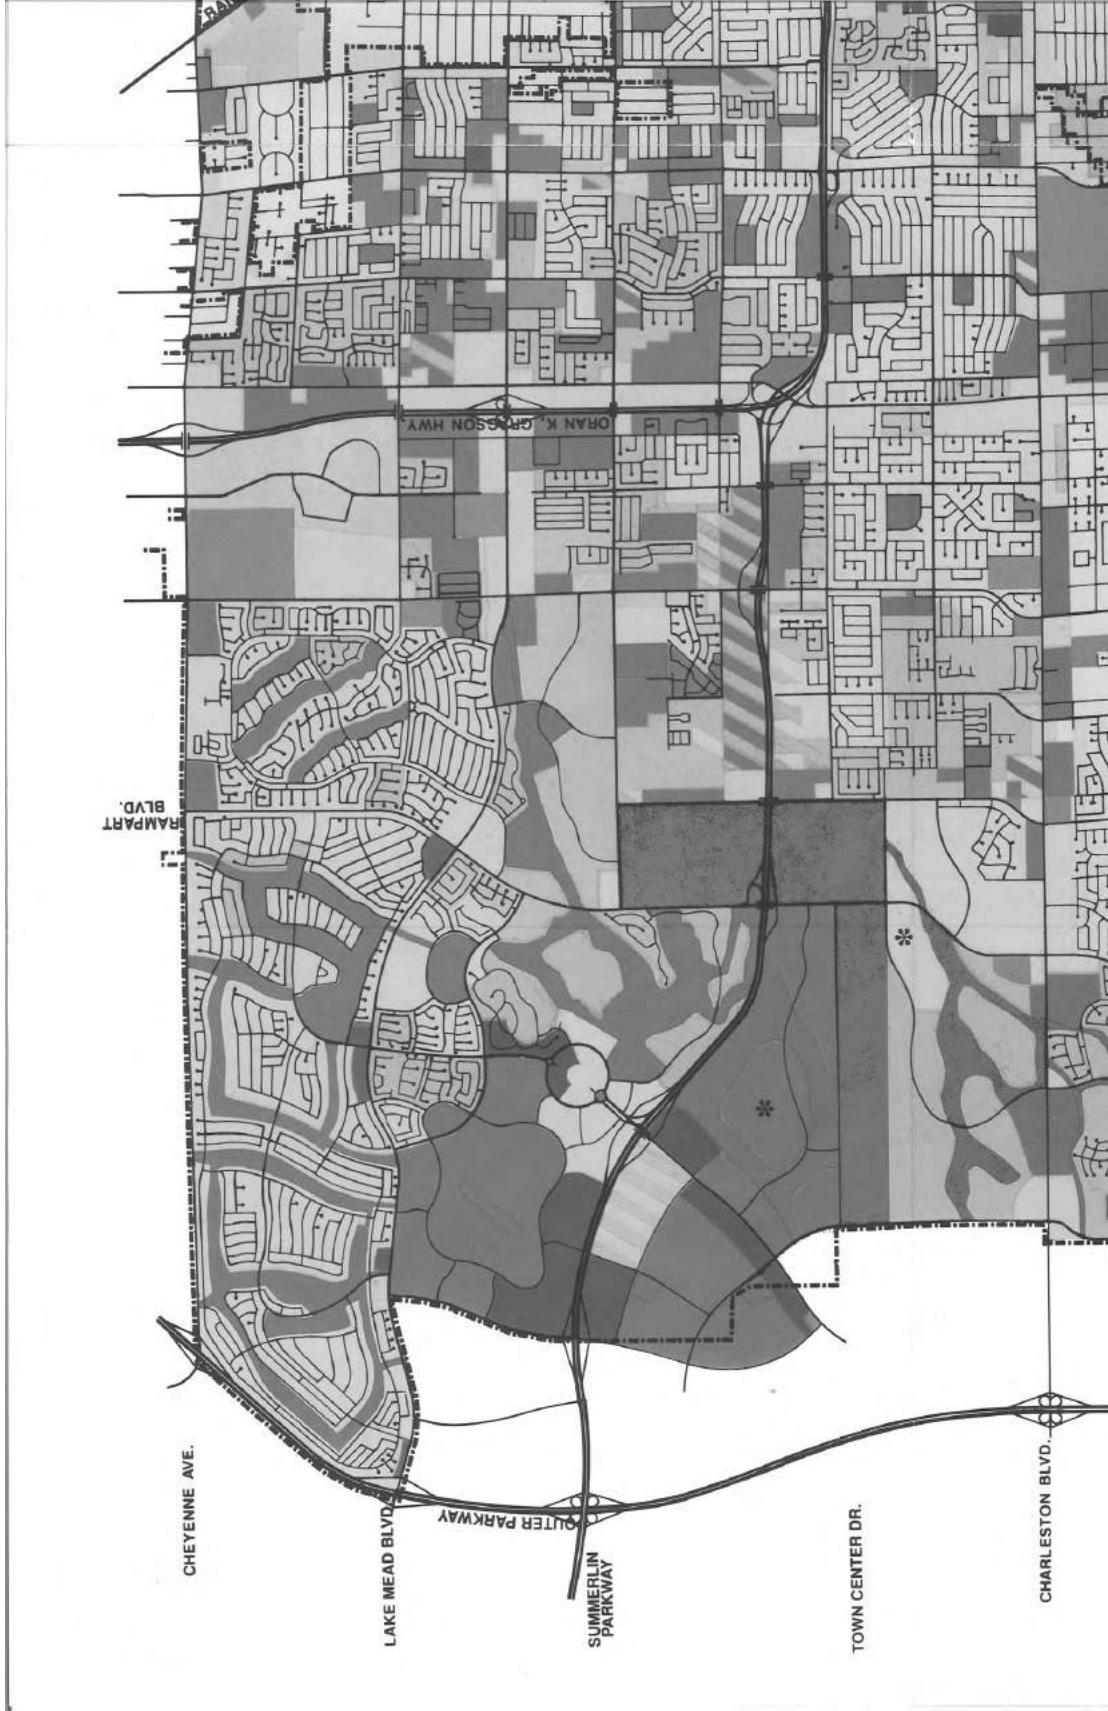 RAN
ORAN K. GRAGSON HWY.
RAMPART
BLVD.
CHEYENNE AVE.
LAKE MEAD BLVD.
OUTER PARKWAY
SUMMERLIN
PARKWAY
TOWN CENTER DR.
CHARLESTON BLVD.